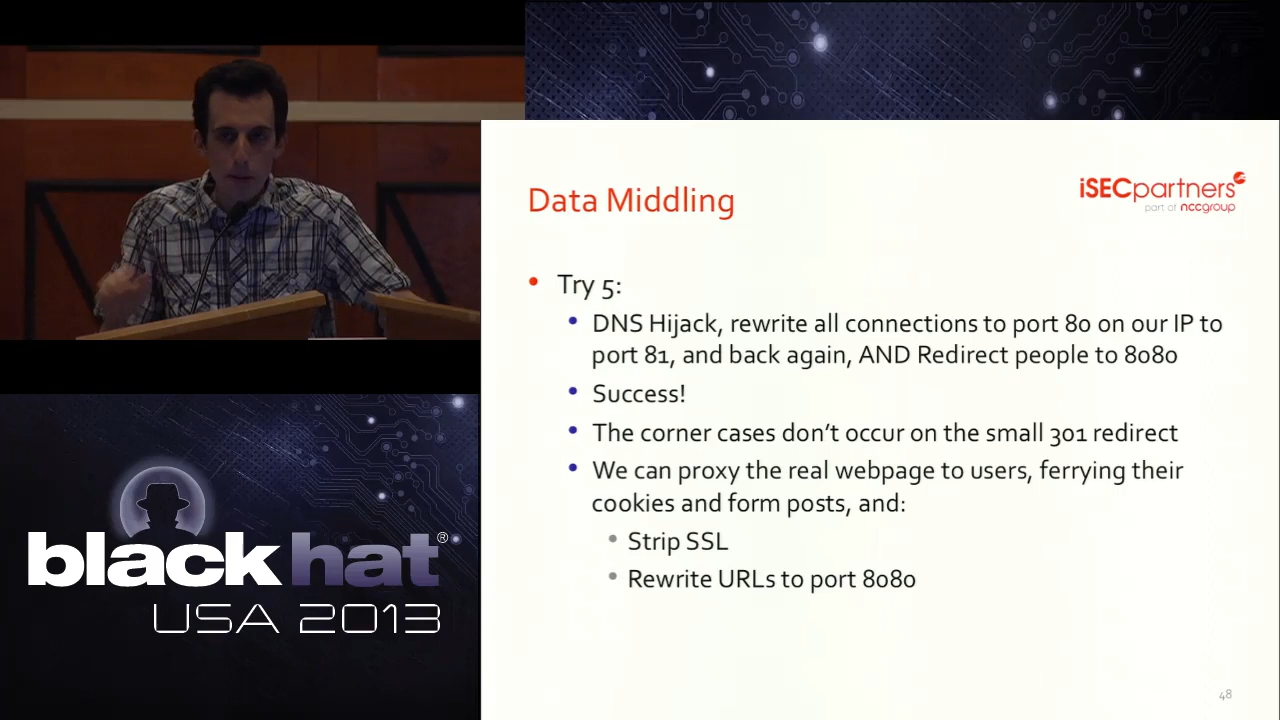 Data Middling
iSECpartners
part of nccgroup
• Try 5:
• DNS Hijack, rewrite all connections to port 80 on our IP to
port 81, and back again, AND Redirect people to 8080
• Success!
• The corner cases don’t occur on the small 301 redirect
• We can proxy the real webpage to users, ferrying their
cookies and form posts, and:
• Strip SSL
• Rewrite URLs to port 8080
48
black hat®
USA 2013